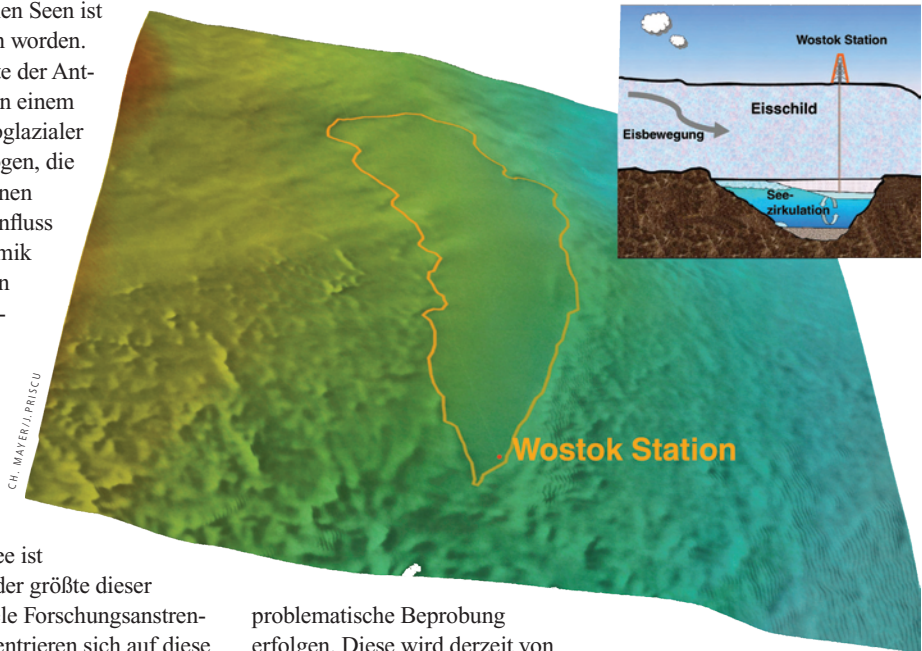 en Seen ist
n worden.
te der Ant-
n einem
oglazialer
ogen, die
nen
nfluss
mik
n
-
CH. MAYER/J.PRISCU
ee ist
der größte dieser
le Forschungsanstren-
entrieren sich auf diese
problematische Beprobung
erfolgen. Diese wird derzeit von
Wostok Station
Wostok Station
Eisschild
Eisbewegung
See-
zirkulation